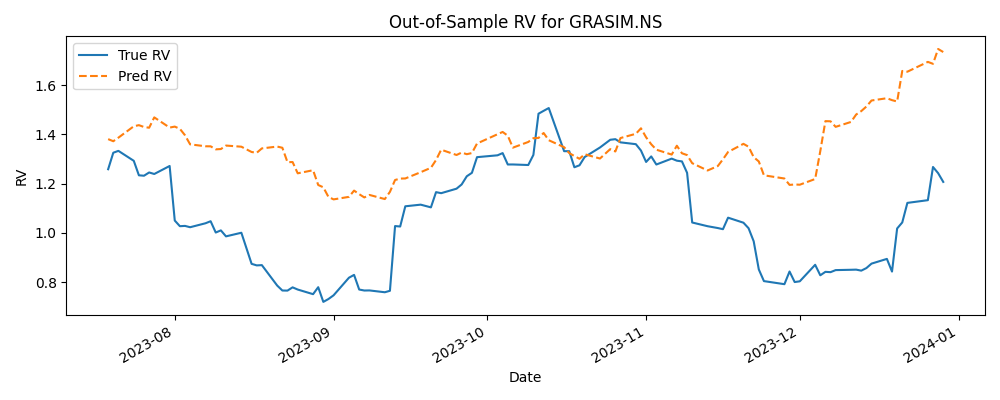 Out-of-Sample RV for GRASIM.NS
True RV
Pred RV
RV
1.6
1.4
1.2
1.0
0.8
2023-08
2023-09
2023-10
2023-11
2023-12
2024-01
Date